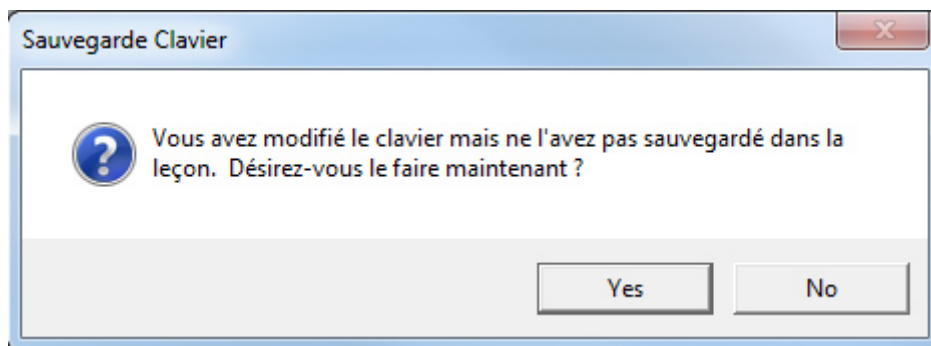 Sauvegarde Clavier
Vous avez modifié le clavier mais ne l'avez pas sauvegardé dans la
leçon.  Désirez-vous le faire maintenant ?
Yes
No